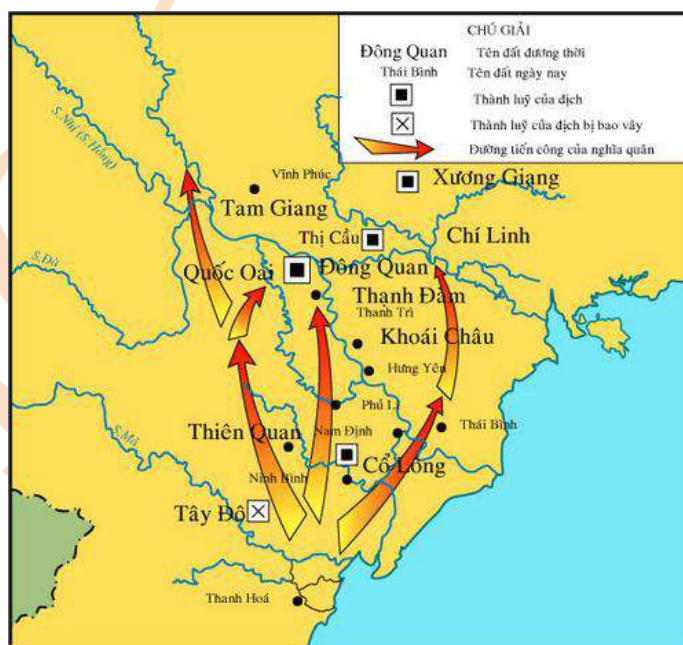 CHÚ GIẢI
Đông Quan Tên đất đương thời
Thái Bình Tên đất ngày nay
Thành luỹ của địch
Thành luỹ của địch bị bao vây
Đường tiến công của nghĩa quân
S.Nhị (S.Hồng)
Vĩnh Phúc
Xương Giang
Tam Giang
Thị Cầu
Chí Linh
S.Đà
Quốc Oai
Đông Quan
Thanh Đàm
Thanh Trì
Khoái Châu
Hưng Yên
Phủ Lí
S.Mã
Thiên Quan
Nam Định
Thái Bình
Cổ Lộng
Ninh Bình
Tây Đô
Thanh Hoá